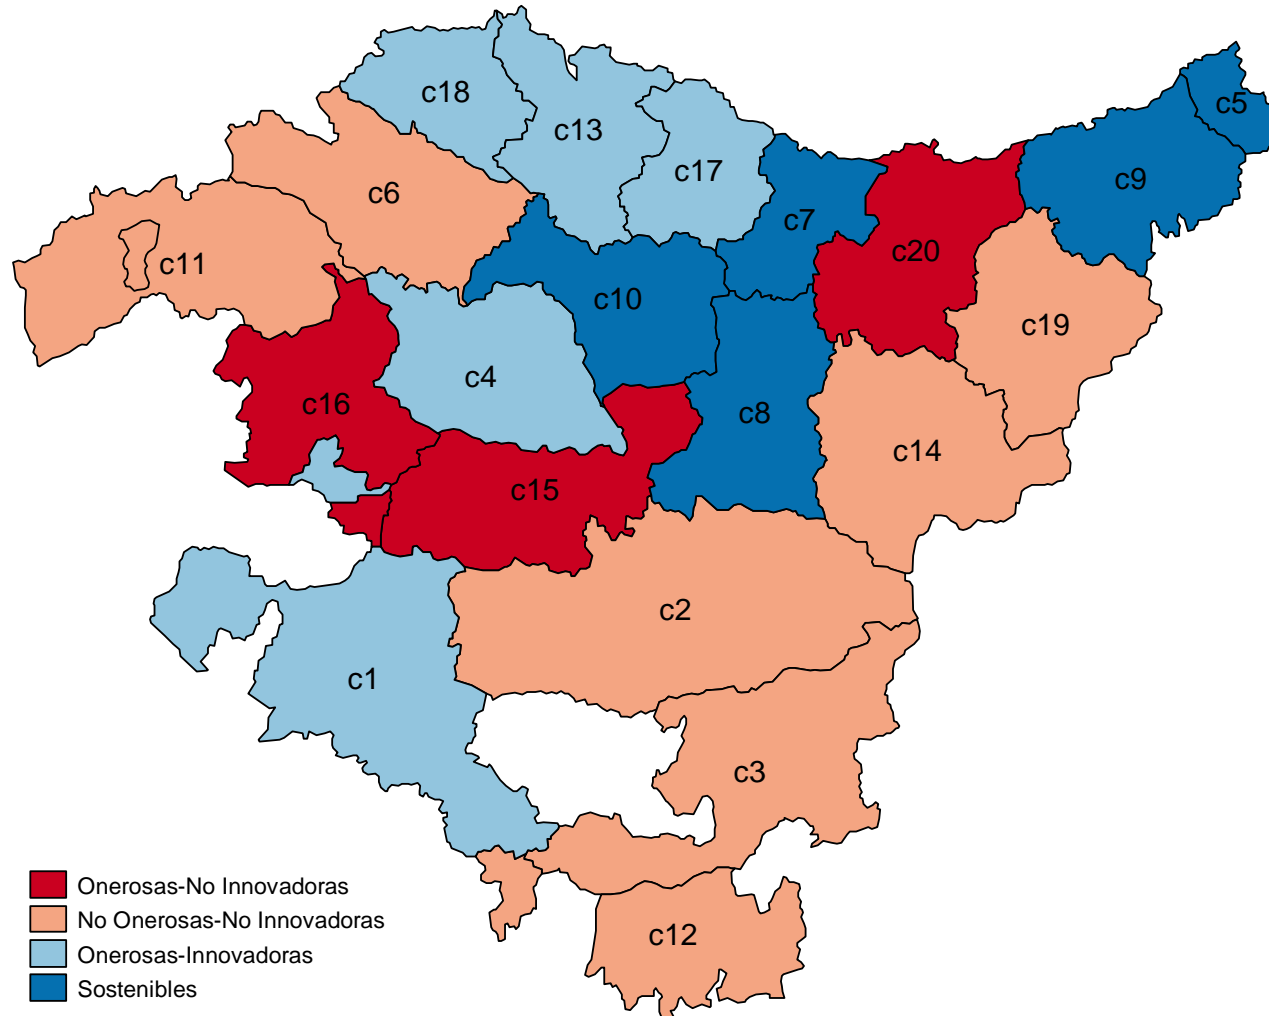 c18
c5
c13
c17
c9
c6
c7
c20
c11
c10
c19
c4
c16
c8
c14
c15
c2
c1
c3
c12
Onerosas-No Innovadoras
No Onerosas-No Innovadoras
Onerosas-Innovadoras
Sostenibles